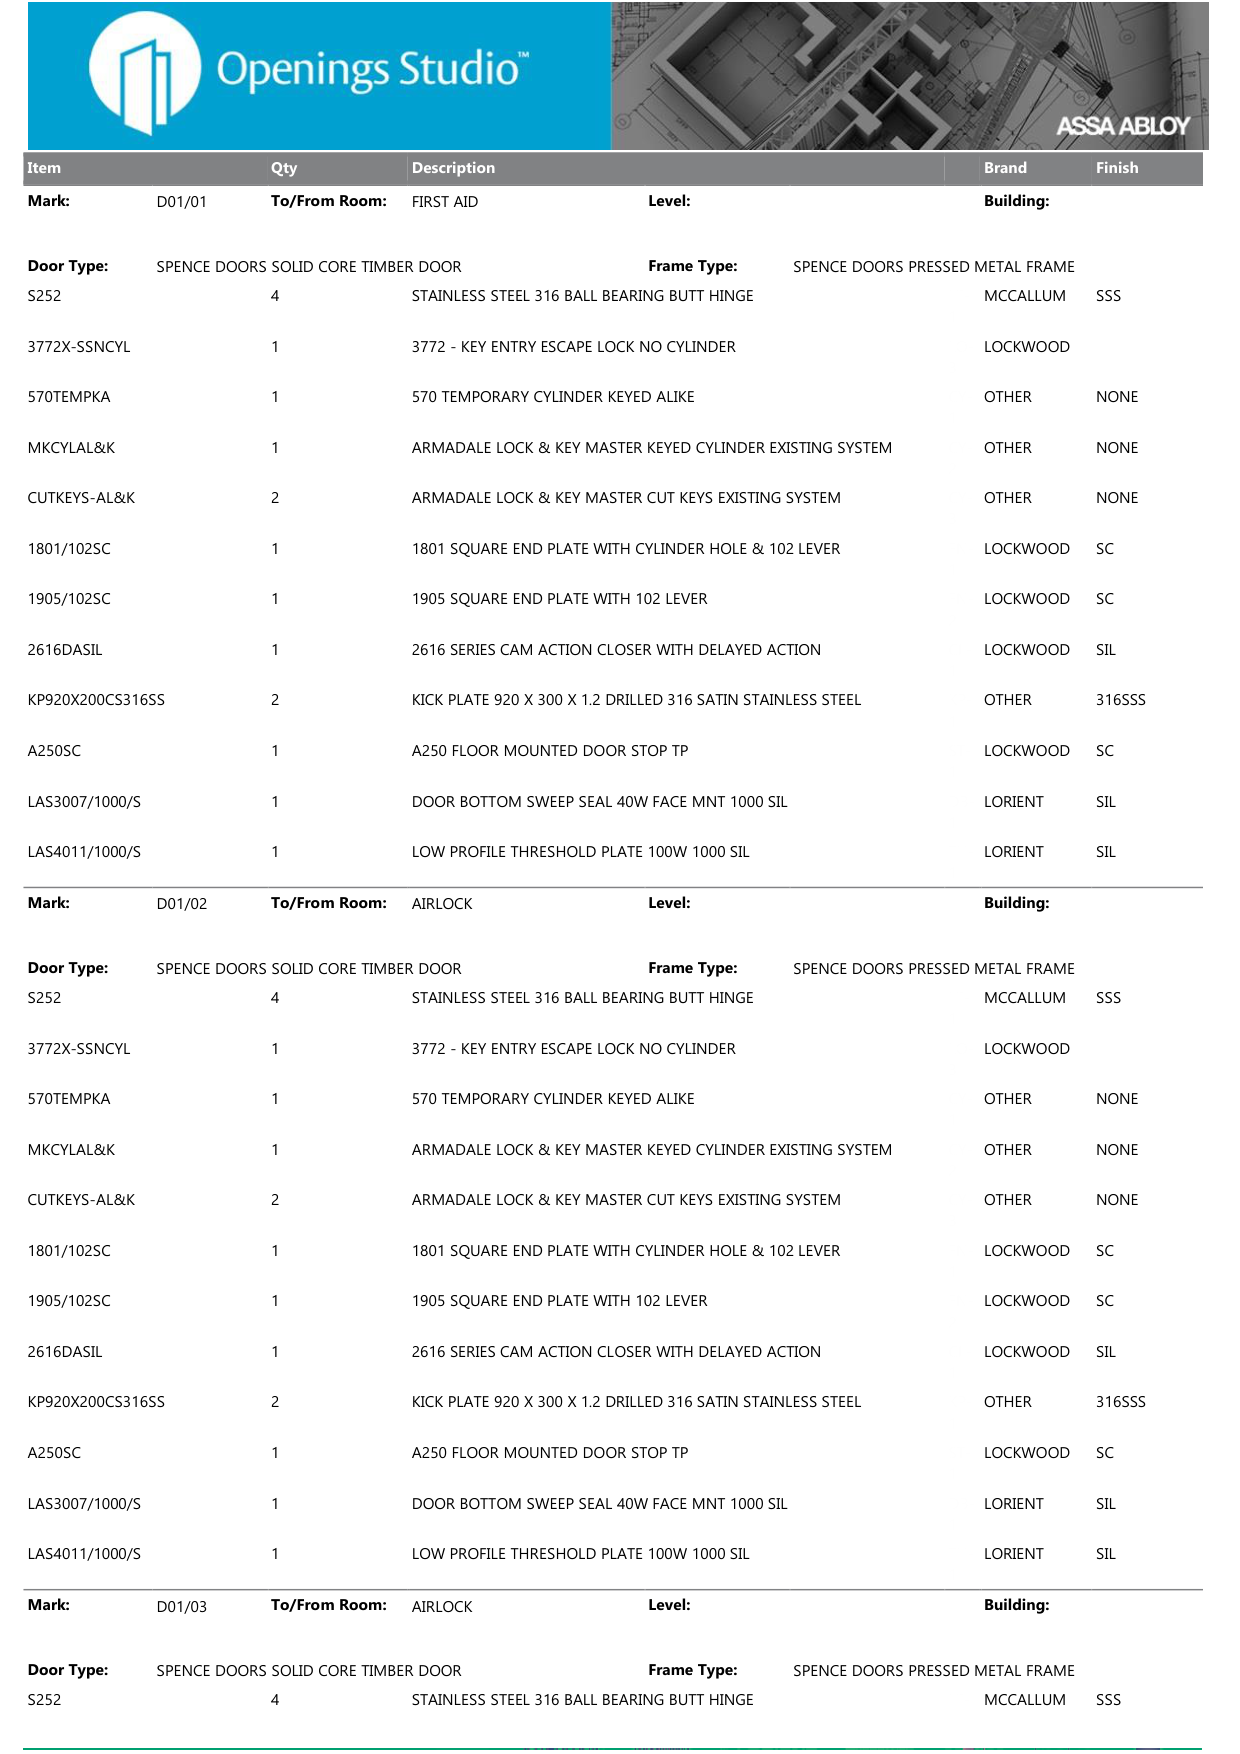 Openings Studio™
ASSA ABLOY
Item Qty Description Brand Finish
Mark: D01/01 To/From Room: FIRST AID Level: Building:
Door Type: SPENCE DOORS SOLID CORE TIMBER DOOR Frame Type: SPENCE DOORS PRESSED METAL FRAME
S252 4 STAINLESS STEEL 316 BALL BEARING BUTT HINGE MCCALLUM SSS
3772X-SSNCYL 1 3772 - KEY ENTRY ESCAPE LOCK NO CYLINDER LOCKWOOD
570TEMPKA 1 570 TEMPORARY CYLINDER KEYED ALIKE OTHER NONE
MKCYLAL&K 1 ARMADALE LOCK & KEY MASTER KEYED CYLINDER EXISTING SYSTEM OTHER NONE
CUTKEYS-AL&K 2 ARMADALE LOCK & KEY MASTER CUT KEYS EXISTING SYSTEM OTHER NONE
1801/102SC 1 1801 SQUARE END PLATE WITH CYLINDER HOLE & 102 LEVER LOCKWOOD SC
1905/102SC 1 1905 SQUARE END PLATE WITH 102 LEVER LOCKWOOD SC
2616DASIL 1 2616 SERIES CAM ACTION CLOSER WITH DELAYED ACTION LOCKWOOD SIL
KP920X200CS316SS 2 KICK PLATE 920 X 300 X 1.2 DRILLED 316 SATIN STAINLESS STEEL OTHER 316SSS
A250SC 1 A250 FLOOR MOUNTED DOOR STOP TP LOCKWOOD SC
LAS3007/1000/S 1 DOOR BOTTOM SWEEP SEAL 40W FACE MNT 1000 SIL LORIENT SIL
LAS4011/1000/S 1 LOW PROFILE THRESHOLD PLATE 100W 1000 SIL LORIENT SIL
Mark: D01/02 To/From Room: AIRLOCK Level: Building:
Door Type: SPENCE DOORS SOLID CORE TIMBER DOOR Frame Type: SPENCE DOORS PRESSED METAL FRAME
S252 4 STAINLESS STEEL 316 BALL BEARING BUTT HINGE MCCALLUM SSS
3772X-SSNCYL 1 3772 - KEY ENTRY ESCAPE LOCK NO CYLINDER LOCKWOOD
570TEMPKA 1 570 TEMPORARY CYLINDER KEYED ALIKE OTHER NONE
MKCYLAL&K 1 ARMADALE LOCK & KEY MASTER KEYED CYLINDER EXISTING SYSTEM OTHER NONE
CUTKEYS-AL&K 2 ARMADALE LOCK & KEY MASTER CUT KEYS EXISTING SYSTEM OTHER NONE
1801/102SC 1 1801 SQUARE END PLATE WITH CYLINDER HOLE & 102 LEVER LOCKWOOD SC
1905/102SC 1 1905 SQUARE END PLATE WITH 102 LEVER LOCKWOOD SC
2616DASIL 1 2616 SERIES CAM ACTION CLOSER WITH DELAYED ACTION LOCKWOOD SIL
KP920X200CS316SS 2 KICK PLATE 920 X 300 X 1.2 DRILLED 316 SATIN STAINLESS STEEL OTHER 316SSS
A250SC 1 A250 FLOOR MOUNTED DOOR STOP TP LOCKWOOD SC
LAS3007/1000/S 1 DOOR BOTTOM SWEEP SEAL 40W FACE MNT 1000 SIL LORIENT SIL
LAS4011/1000/S 1 LOW PROFILE THRESHOLD PLATE 100W 1000 SIL LORIENT SIL
Mark: D01/03 To/From Room: AIRLOCK Level: Building:
Door Type: SPENCE DOORS SOLID CORE TIMBER DOOR Frame Type: SPENCE DOORS PRESSED METAL FRAME
S252 4 STAINLESS STEEL 316 BALL BEARING BUTT HINGE MCCALLUM SSS